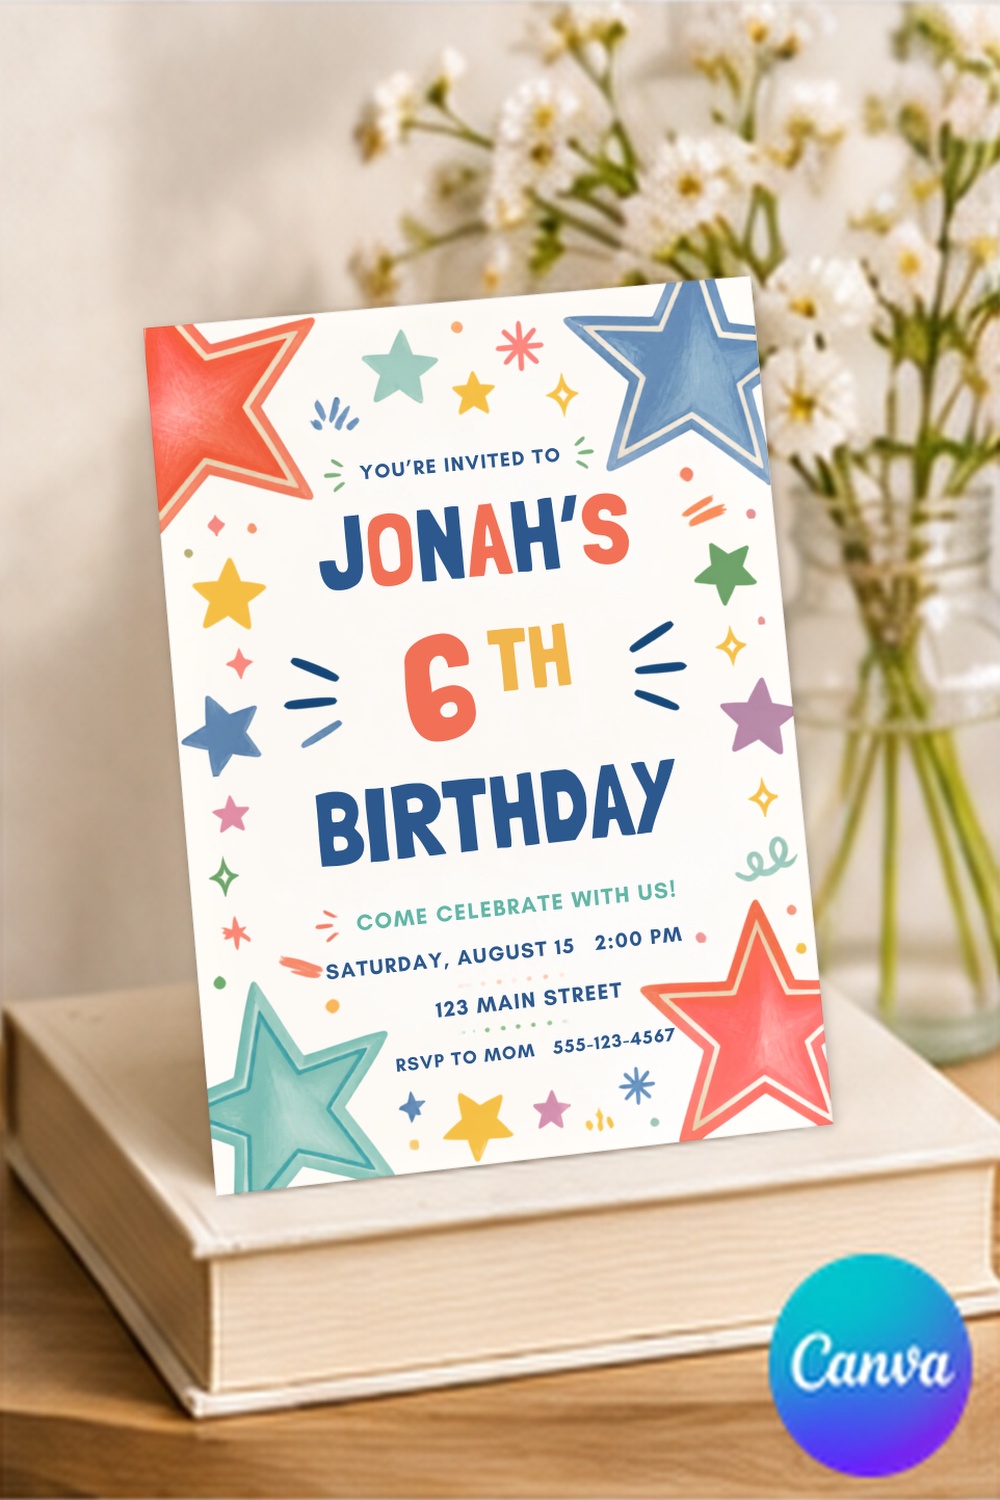 YOU'RE INVITED TO
JONAH'S
6TH
BIRTHDAY
COME CELEBRATE WITH US!
SATURDAY, AUGUST 15 2:00 PM
123 MAIN STREET
RSVP TO MOM 555-123-4567
Canva